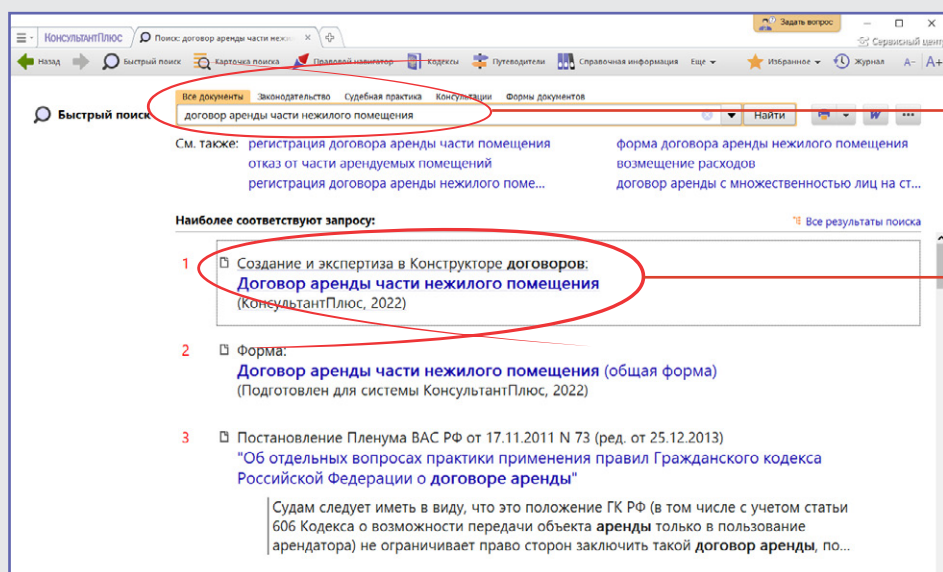 Задать вопрос
КонсультантПлюс Поиск: договор аренды части нежи
Сервисный центр
Назад Быстрый поиск Карточка поиска Правовой навигатор Кодексы Путеводители Справочная информация Еще Избранное Журнал А- А+
Все документы Законодательство Судебная практика Консультации Формы документов
Быстрый поиск договор аренды части нежилого помещения Найти W ...
См. также: регистрация договора аренды части помещения форма договора аренды нежилого помещения
отказ от части арендуемых помещений возмещение расходов
регистрация договора аренды нежилого поме... договор аренды с множественностью лиц на ст...
Наиболее соответствуют запросу: Все результаты поиска
1 Создание и экспертиза в Конструкторе договоров:
Договор аренды части нежилого помещения
(КонсультантПлюс, 2022)
2 Форма:
Договор аренды части нежилого помещения (общая форма)
(Подготовлен для системы КонсультантПлюс, 2022)
3 Постановление Пленума ВАС РФ от 17.11.2011 N 73 (ред. от 25.12.2013)
"Об отдельных вопросах практики применения правил Гражданского кодекса
Российской Федерации о договоре аренды"
Судам следует иметь в виду, что это положение ГК РФ (в том числе с учетом статьи
606 Кодекса о возможности передачи объекта аренды только в пользование
арендатора) не ограничивает право сторон заключить такой договор аренды, по...